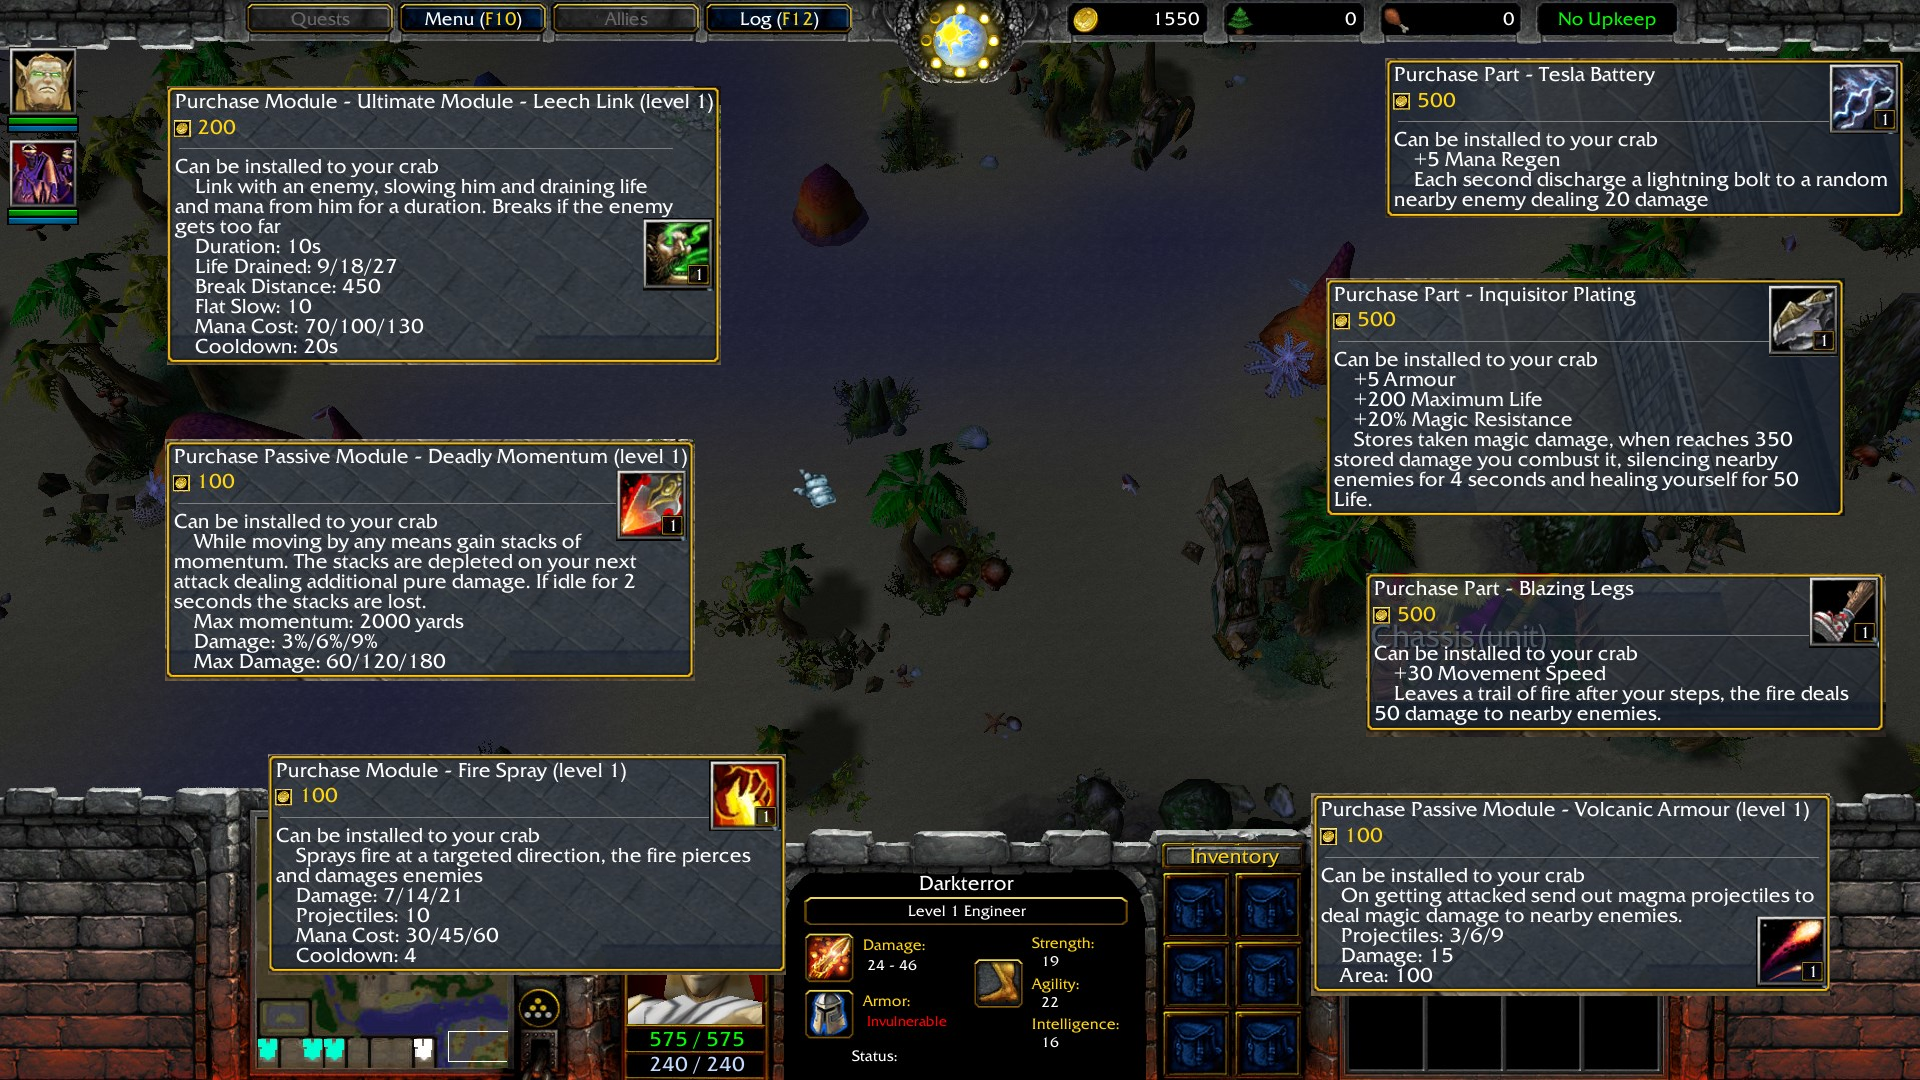 Quests
Menu (F10)
Allies
Log (F12)
1550
0
0
No Upkeep
Purchase Module - Ultimate Module - Leech Link (level 1)
200
Can be installed to your crab
Link with an enemy, slowing him and draining life
and mana from him for a duration. Breaks if the enemy
gets too far
Duration: 10s
Life Drained: 9/18/27
Break Distance: 450
Flat Slow: 10
Mana Cost: 70/100/130
Cooldown: 20s
1
Purchase Passive Module - Deadly Momentum (level 1)
100
Can be installed to your crab
While moving by any means gain stacks of
momentum. The stacks are depleted on your next
attack dealing additional pure damage. If idle for 2
seconds the stacks are lost.
Max momentum: 2000 yards
Damage: 3%/6%/9%
Max Damage: 60/120/180
1
Purchase Module - Fire Spray (level 1)
100
Can be installed to your crab
Sprays fire at a targeted direction, the fire pierces
and damages enemies
Damage: 7/14/21
Projectiles: 10
Mana Cost: 30/45/60
Cooldown: 4
1
Purchase Part - Tesla Battery
500
Can be installed to your crab
+5 Mana Regen
Each second discharge a lightning bolt to a random
nearby enemy dealing 20 damage
1
Purchase Part - Inquisitor Plating
500
Can be installed to your crab
+5 Armour
+200 Maximum Life
+20% Magic Resistance
Stores taken magic damage, when reaches 350
stored damage you combust it, silencing nearby
enemies for 4 seconds and healing yourself for 50
Life.
1
Purchase Part - Blazing Legs
500
Chassis (unit)
Can be installed to your crab
+30 Movement Speed
Leaves a trail of fire after your steps, the fire deals
50 damage to nearby enemies.
1
Purchase Passive Module - Volcanic Armour (level 1)
100
Can be installed to your crab
On getting attacked send out magma projectiles to
deal magic damage to nearby enemies.
Projectiles: 3/6/9
Damage: 15
Area: 100
1
575 / 575
240 / 240
Darkterror
Level 1 Engineer
Damage:
24 - 46
Armor:
Invulnerable
Strength:
19
Agility:
22
Intelligence:
16
Status:
Inventory